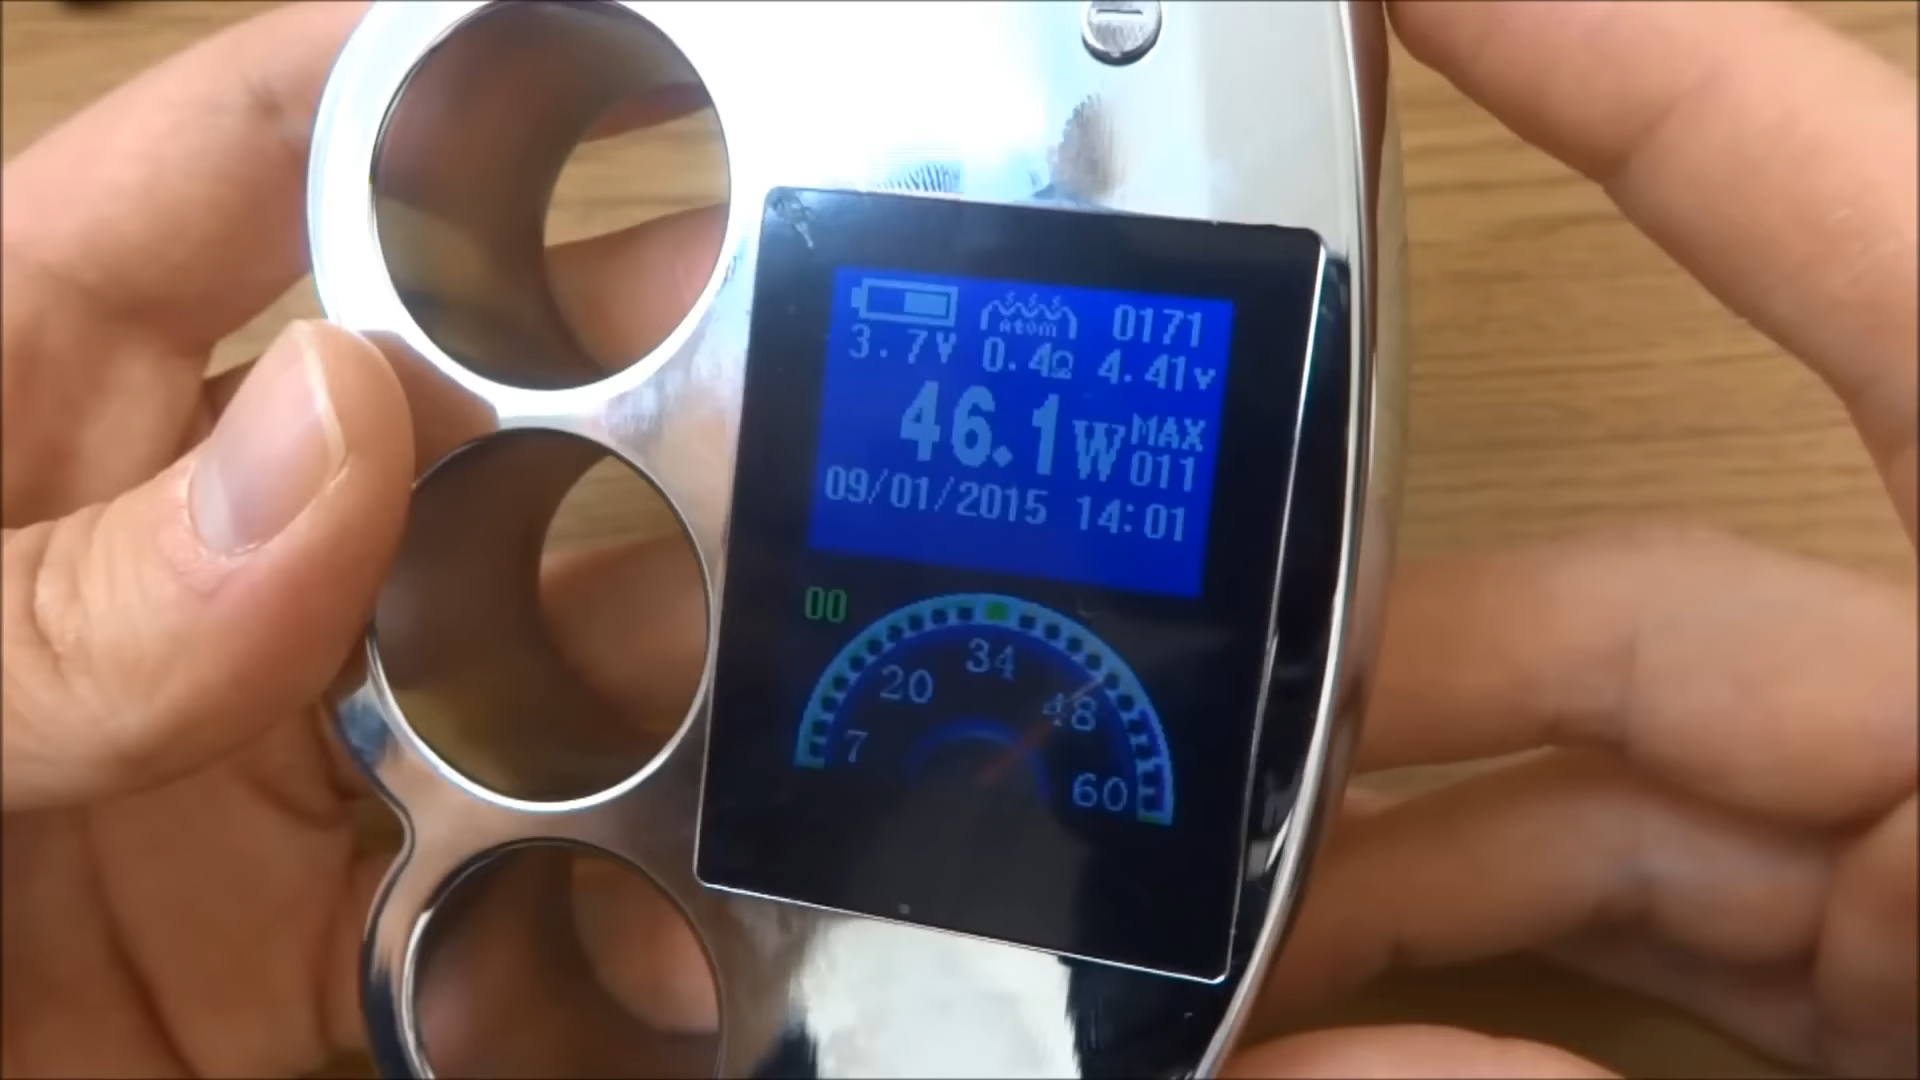 Atom 0171
3.7V 0.4Ω 4.41v
46.1W MAX 011
09/01/2015 14:01
00
7 20 34 48 60